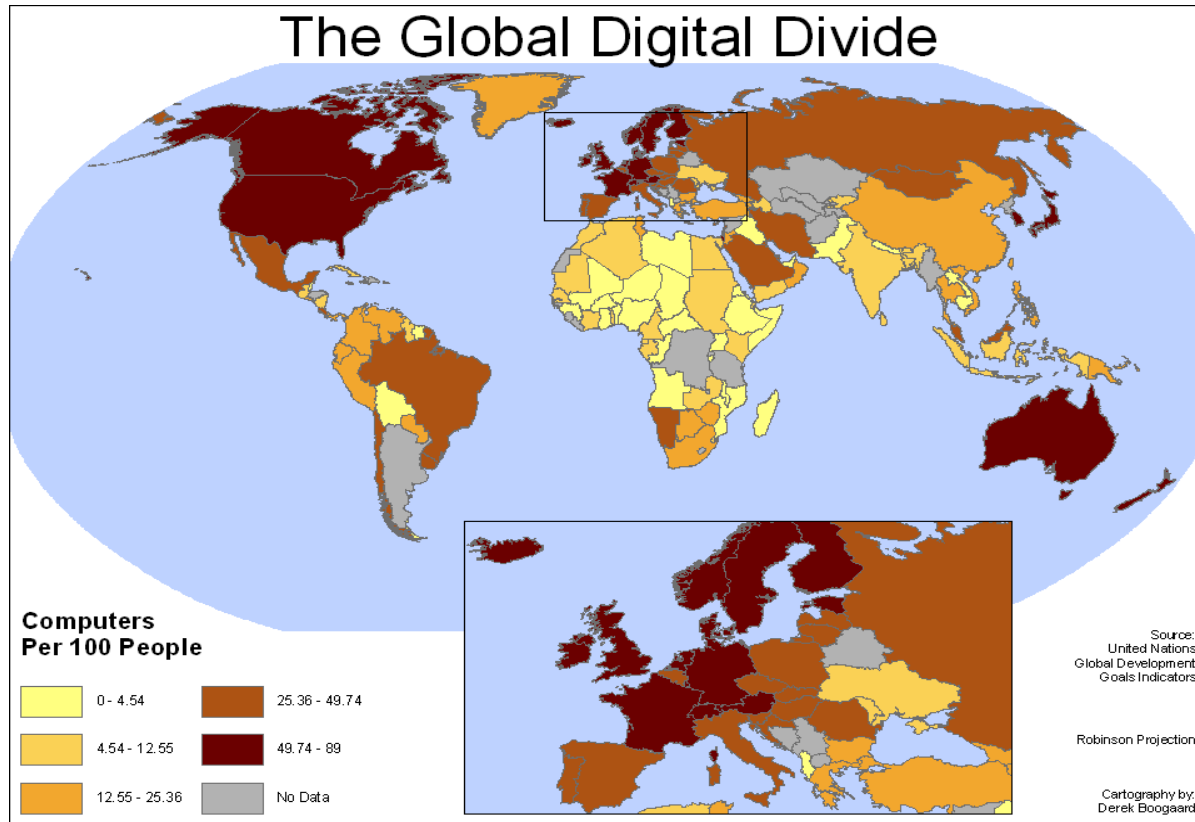 The Global Digital Divide
Computers
Per 100 People
0 - 4.54
4.54 - 12.55
12.55 - 25.36
25.36 - 49.74
49.74 - 89
No Data
Source:
United Nations
Global Development
Goals Indicators
Robinson Projection
Cartography by:
Derek Boogaard